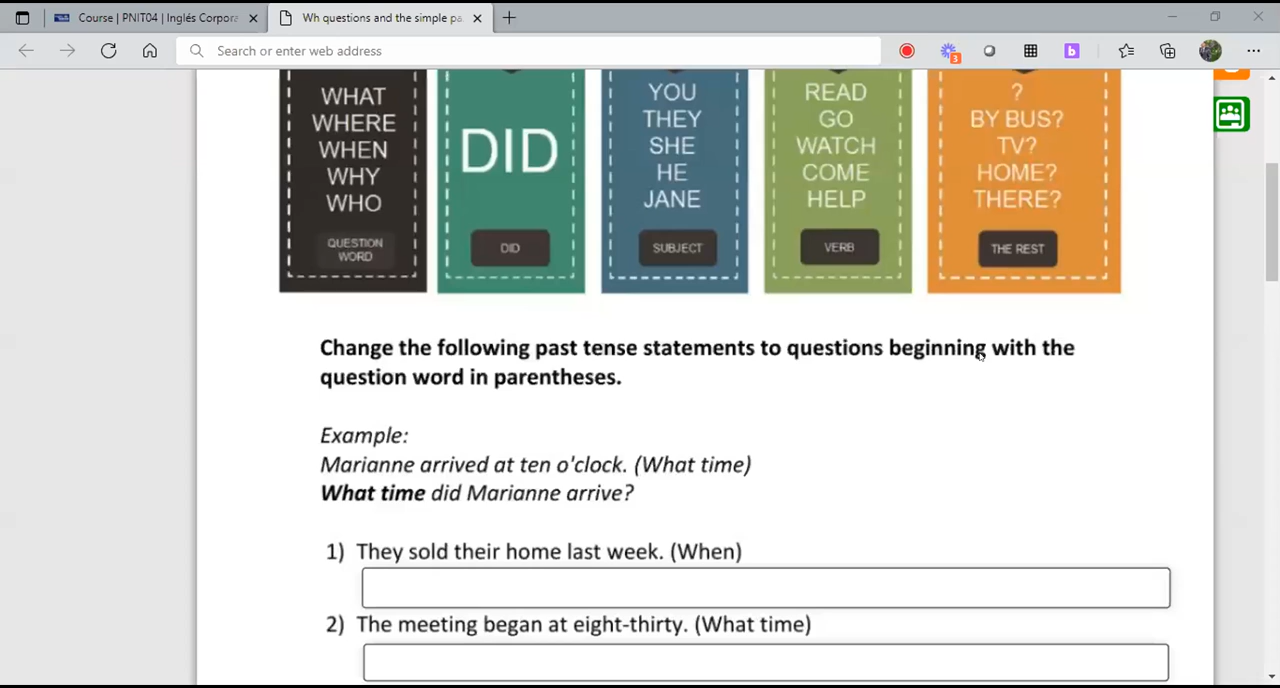 Course | PNIT04 | Inglés Corpora
Wh questions and the simple pa
Search or enter web address
3
b
WHAT
WHERE
WHEN
WHY
WHO
QUESTION
WORD
DID
DID
YOU
THEY
SHE
HE
JANE
SUBJECT
READ
GO
WATCH
COME
HELP
VERB
?
BY BUS?
TV?
HOME?
THERE?
THE REST
Change the following past tense statements to questions beginning with the
question word in parentheses.
Example:
Marianne arrived at ten o'clock. (What time)
What time did Marianne arrive?
1) They sold their home last week. (When)
2) The meeting began at eight-thirty. (What time)